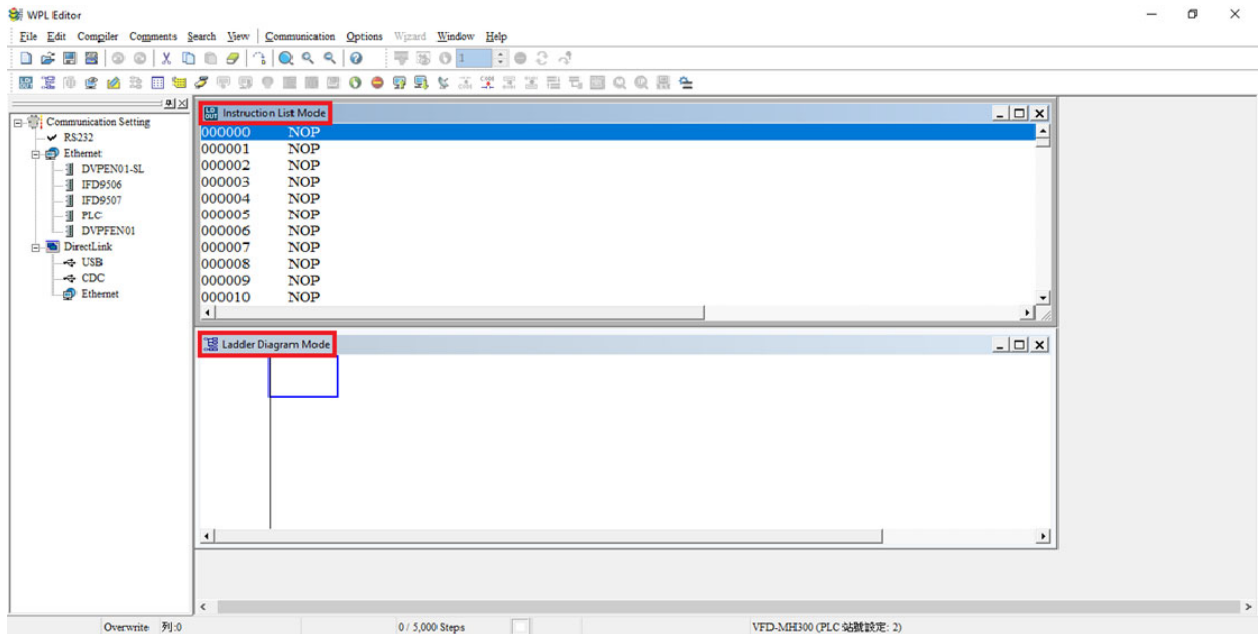 WPL Editor
File Edit Compiler Comments Search View Communication Options Wizard Window Help
1
Communication Setting
RS232
Ethernet
DVPEN01-SL
IFD9506
IFD9507
PLC
DVPFEN01
DirectLink
USB
CDC
Ethernet
LD OUT Instruction List Mode
000000 NOP
000001 NOP
000002 NOP
000003 NOP
000004 NOP
000005 NOP
000006 NOP
000007 NOP
000008 NOP
000009 NOP
000010 NOP
Ladder Diagram Mode
Overwrite 列:0 0 / 5,000 Steps VFD-MH300 (PLC 站號設定: 2)